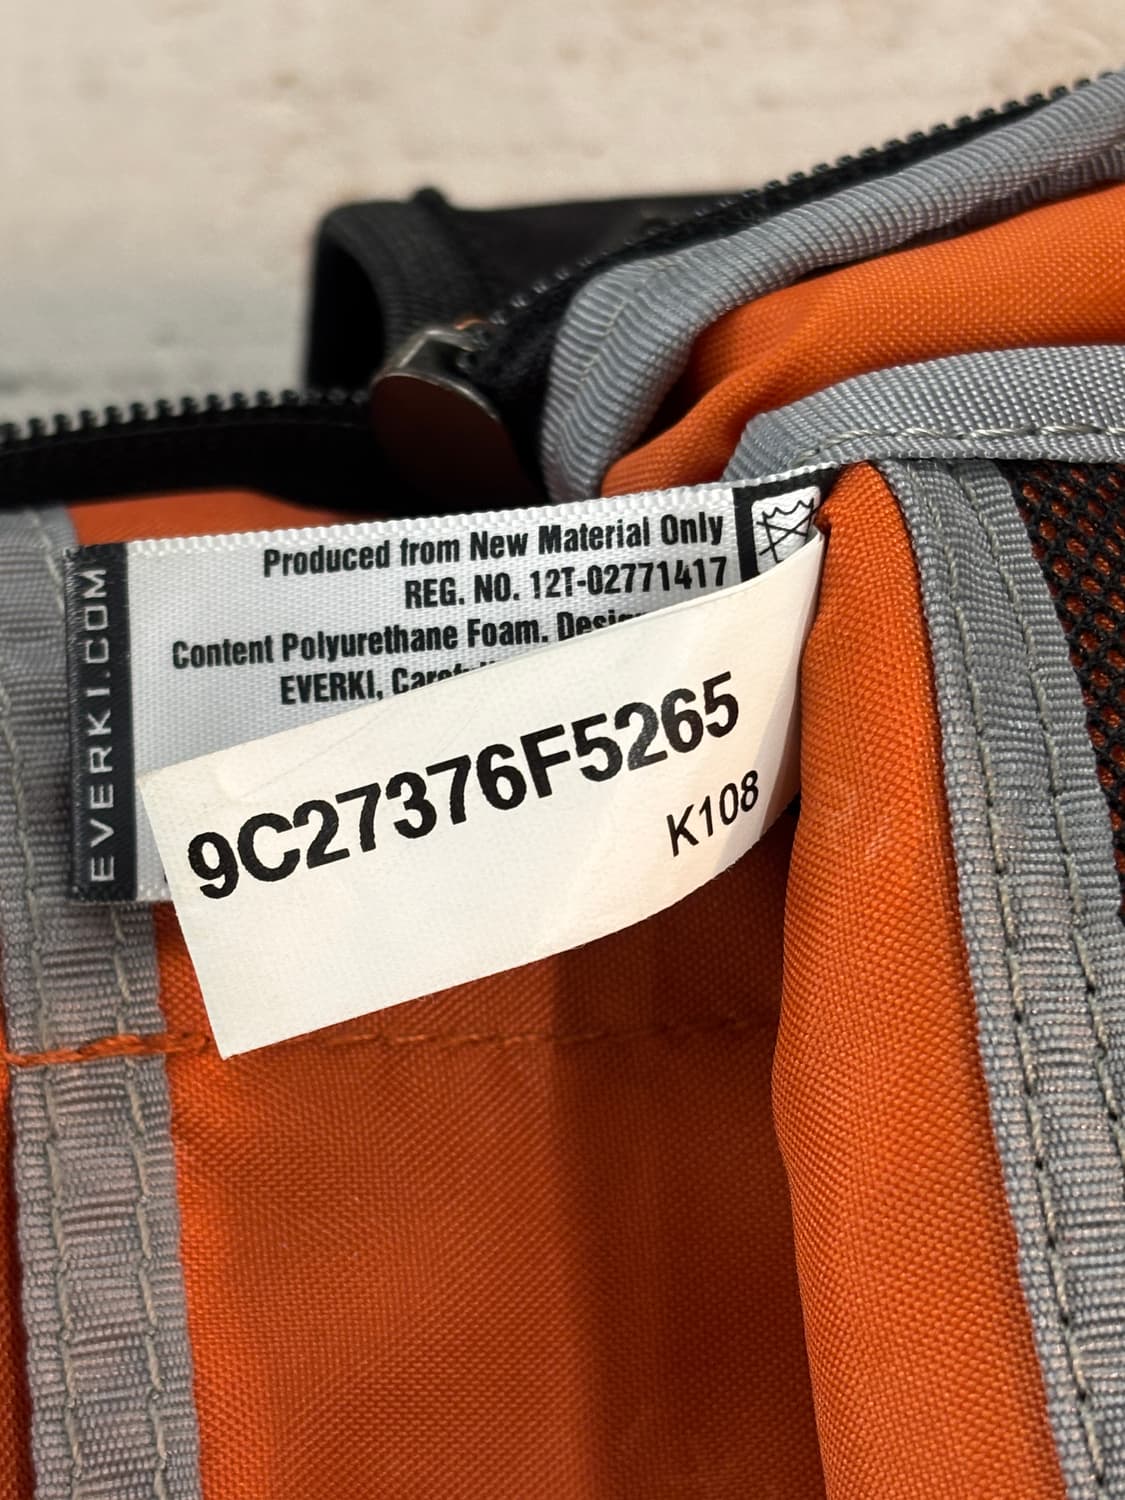 Produced from New Material Only
REG. NO. 12T-02771417
Content Polyurethane Foam.
EVERKI,
EVERKI.COM
9C27376F5265
K108